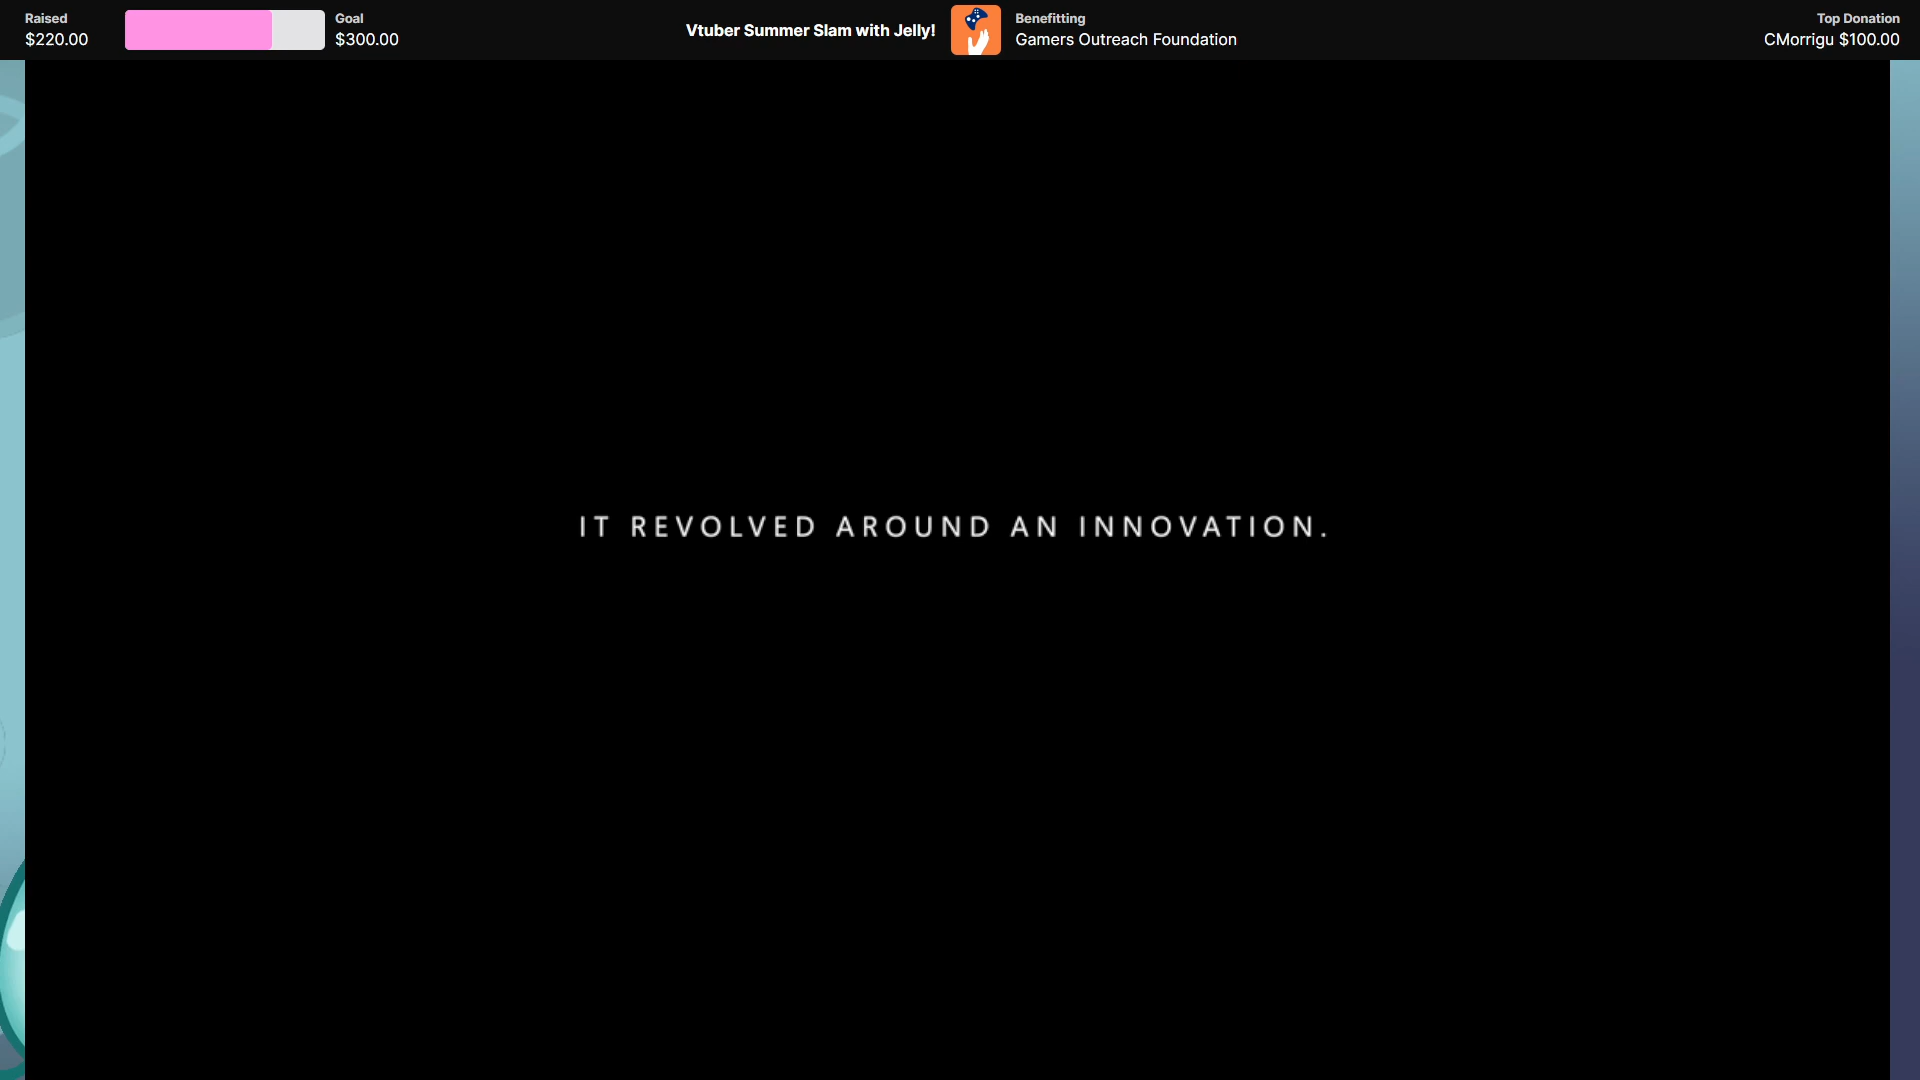 Raised
$220.00
Goal
$300.00
Vtuber Summer Slam with Jelly!
Benefitting
Gamers Outreach Foundation
Top Donation
CMorrigu $100.00
IT REVOLVED AROUND AN INNOVATION.